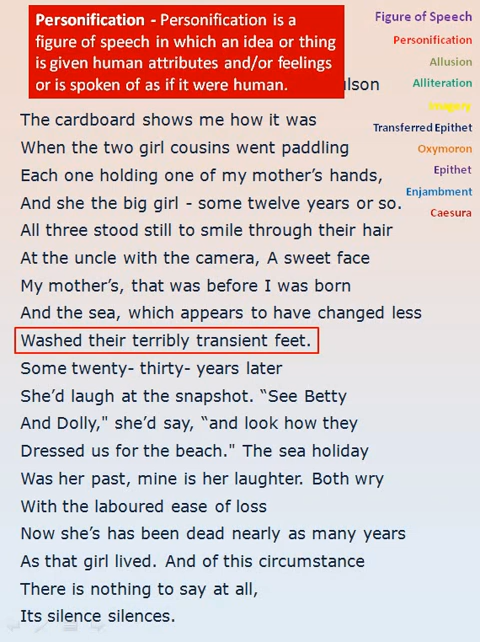 Personification - Personification is a
figure of speech in which an idea or thing
is given human attributes and/or feelings
or is spoken of as if it were human.
Figure of Speech
Personification
Allusion
Alliteration
Imagery
Transferred Epithet
Oxymoron
Epithet
Enjambment
Caesura
ulson
The cardboard shows me how it was
When the two girl cousins went paddling
Each one holding one of my mother's hands,
And she the big girl - some twelve years or so.
All three stood still to smile through their hair
At the uncle with the camera, A sweet face
My mother's, that was before I was born
And the sea, which appears to have changed less
Washed their terribly transient feet.
Some twenty- thirty- years later
She'd laugh at the snapshot. “See Betty
And Dolly," she'd say, “and look how they
Dressed us for the beach." The sea holiday
Was her past, mine is her laughter. Both wry
With the laboured ease of loss
Now she's has been dead nearly as many years
As that girl lived. And of this circumstance
There is nothing to say at all,
Its silence silences.